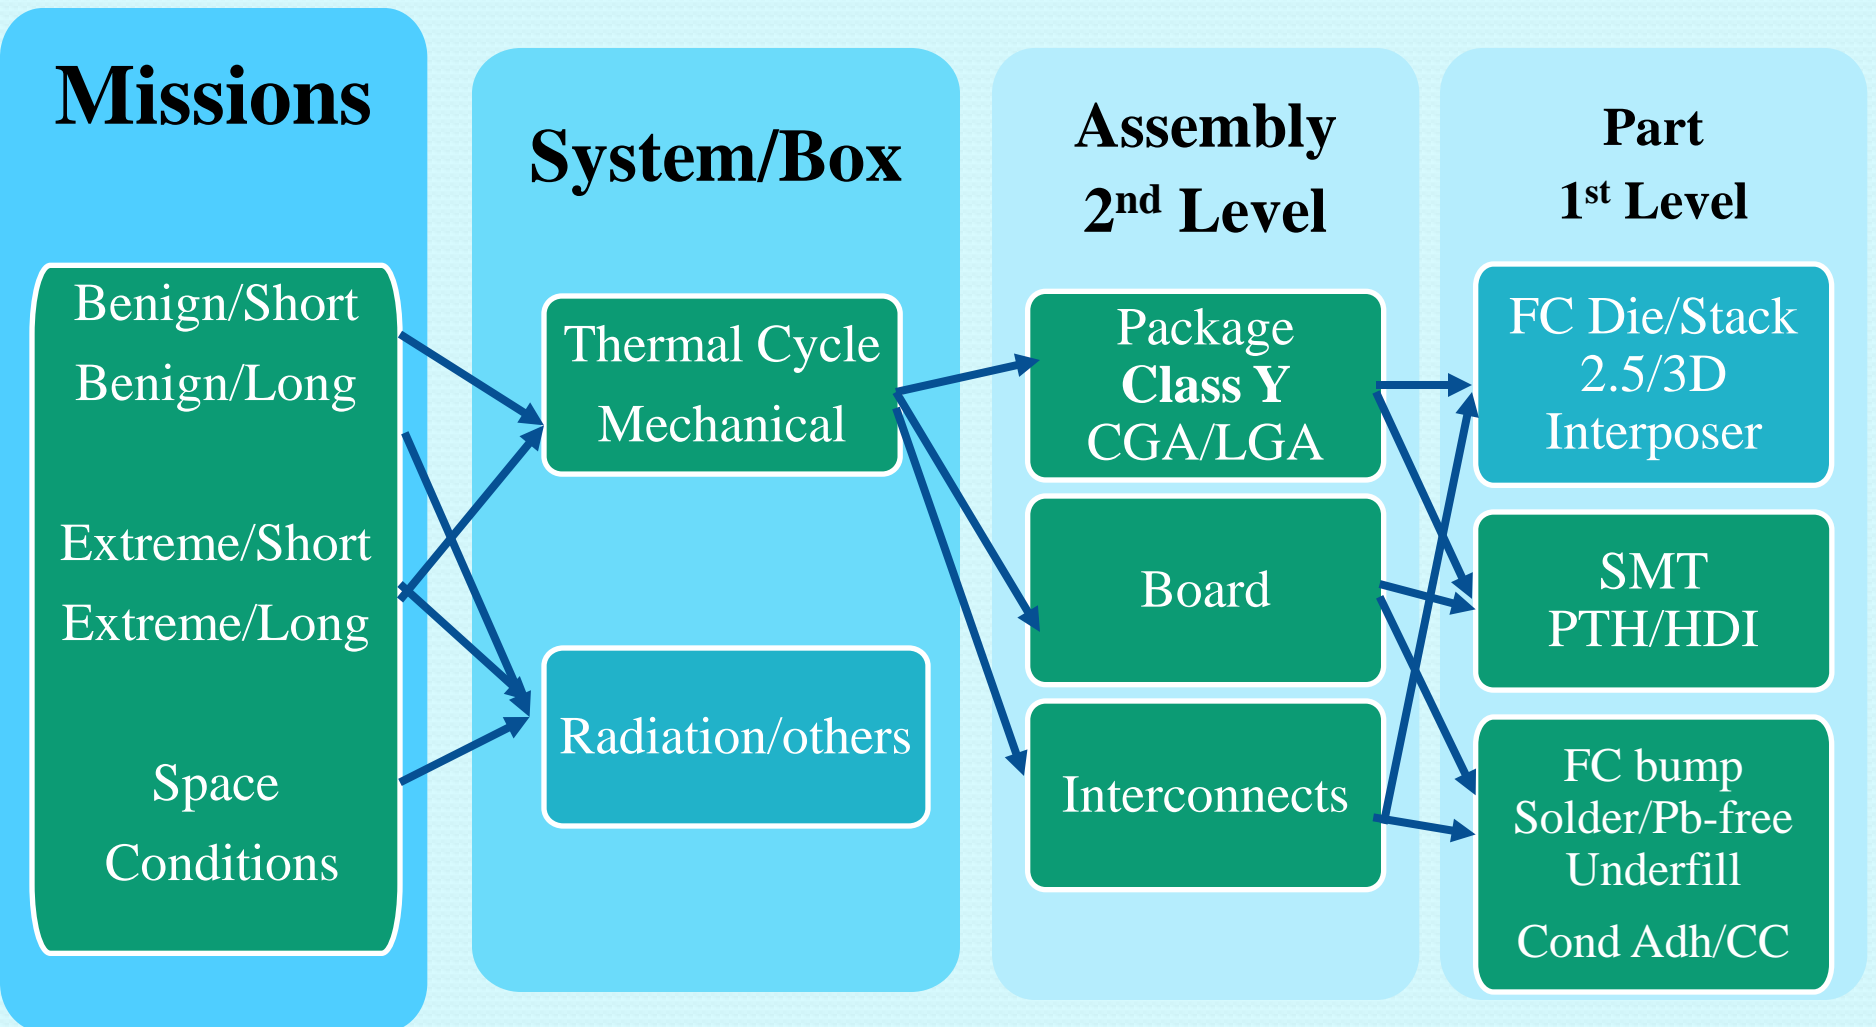 Missions
Benign/Short
Benign/Long
Extreme/Short
Extreme/Long
Space
Conditions
System/Box
Thermal Cycle
Mechanical
Radiation/others
Assembly
2nd Level
Package
Class Y
CGA/LGA
Board
Interconnects
Part
1st Level
FC Die/Stack
2.5/3D
Interposer
SMT
PTH/HDI
FC bump
Solder/Pb-free
Underfill
Cond Adh/CC